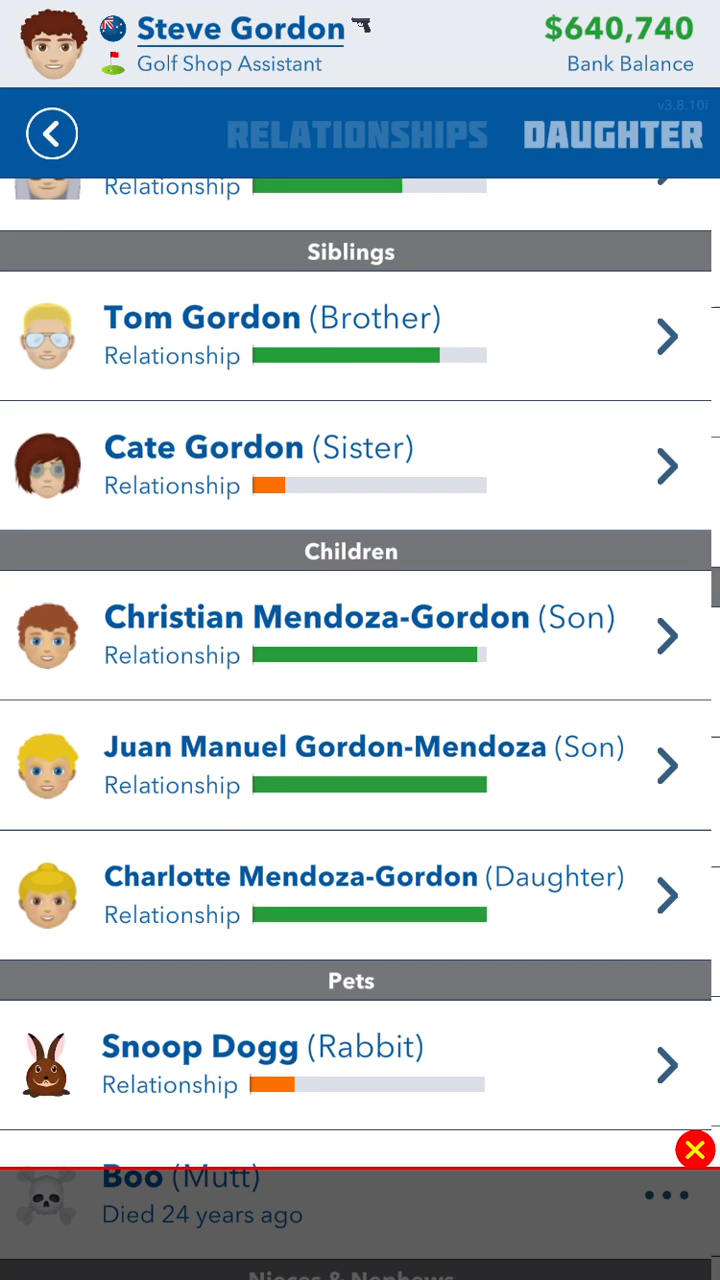 Steve Gordon
$640,740
Golf Shop Assistant
Bank Balance
v3.8.10i
RELATIONSHIPS
DAUGHTER
Relationship
Siblings
Tom Gordon (Brother)
Relationship
Cate Gordon (Sister)
Relationship
Children
Christian Mendoza-Gordon (Son)
Relationship
Juan Manuel Gordon-Mendoza (Son)
Relationship
Charlotte Mendoza-Gordon (Daughter)
Relationship
Pets
Snoop Dogg (Rabbit)
Relationship
Boo (Mutt)
Died 24 years ago
Nieces & Nephews